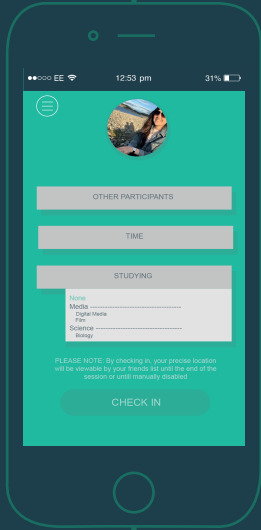 EE 12:53 pm 31%
OTHER PARTICIPANTS
TIME
STUDYING
None
Media
Digital Media
Film
Science
Biology
PLEASE NOTE: By checking in, your precise location
will be viewable by your friends list until the end of the
session or untill manually disabled
CHECK IN